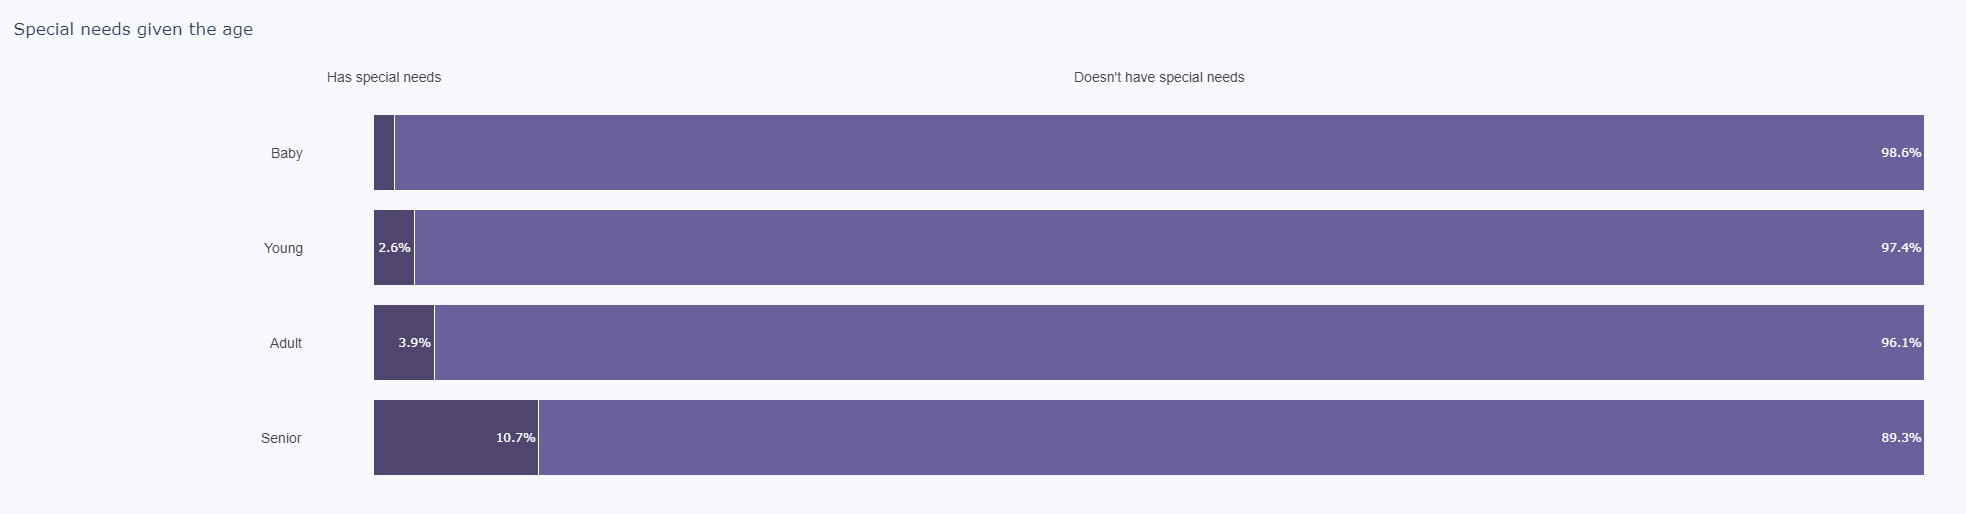 Special needs given the age
Has special needs Doesn't have special needs
Baby 98.6%
Young 2.6% 97.4%
Adult 3.9% 96.1%
Senior 10.7% 89.3%